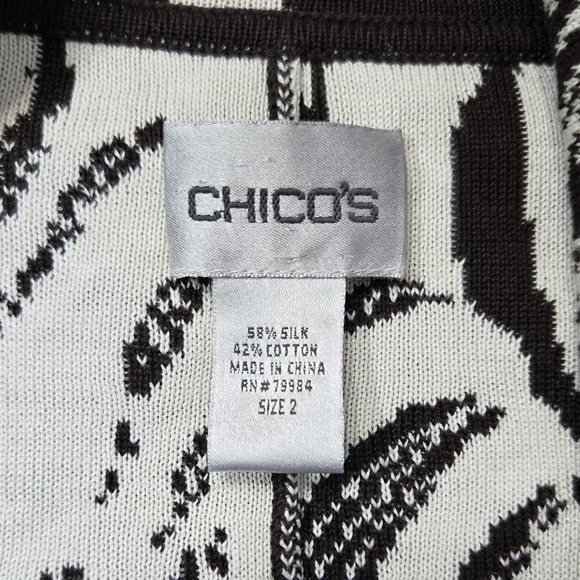 CHICO'S
58% SILK
42% COTTON
MADE IN CHINA
RN#79984
SIZE 2